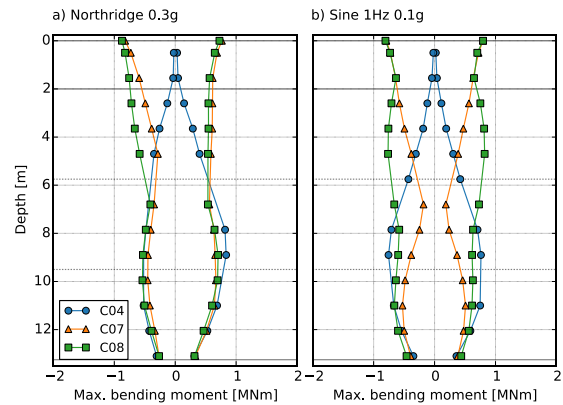 a) Northridge 0.3g
b) Sine 1Hz 0.1g
Depth [m]
0
2
4
6
8
10
12
C04
C07
C08
−2 −1 0 1 2
−2 −1 0 1 2
Max. bending moment [MNm]
Max. bending moment [MNm]